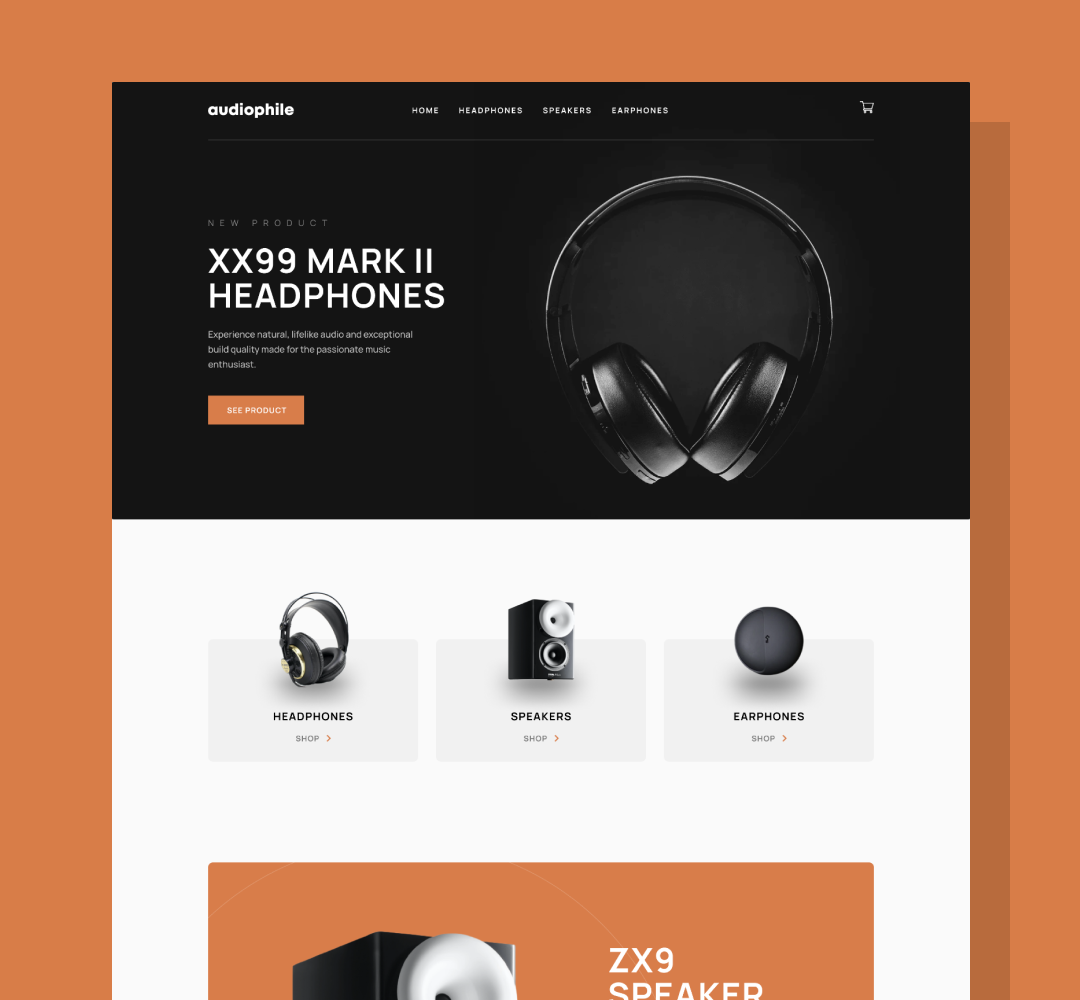 audiophile
HOME HEADPHONES SPEAKERS EARPHONES
NEW PRODUCT
XX99 MARK II
HEADPHONES
Experience natural, lifelike audio and exceptional
build quality made for the passionate music
enthusiast.
SEE PRODUCT
HEADPHONES
SHOP
SPEAKERS
SHOP
EARPHONES
SHOP
ZX9
SPEAKER